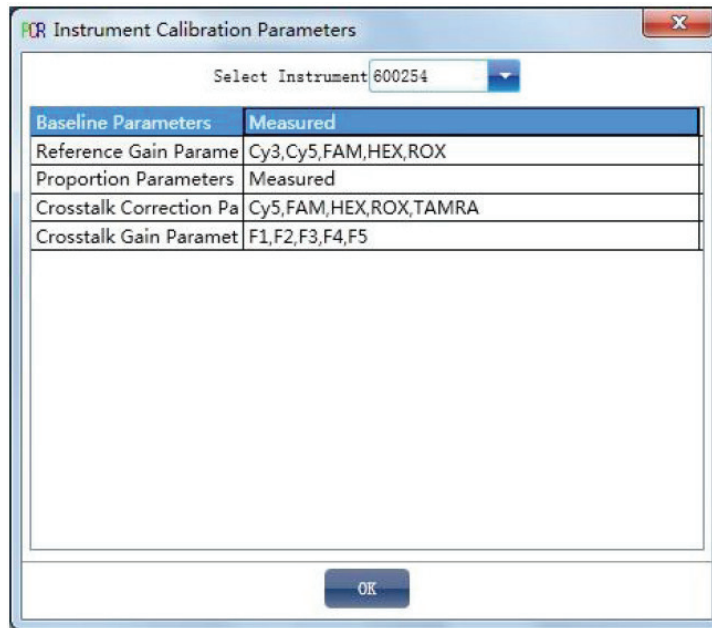 PCR Instrument Calibration Parameters
Select Instrument 600254
Baseline Parameters Measured
Reference Gain Parame Cy3,Cy5,FAM,HEX,ROX
Proportion Parameters Measured
Crosstalk Correction Pa Cy5,FAM,HEX,ROX,TAMRA
Crosstalk Gain Paramet F1,F2,F3,F4,F5
OK